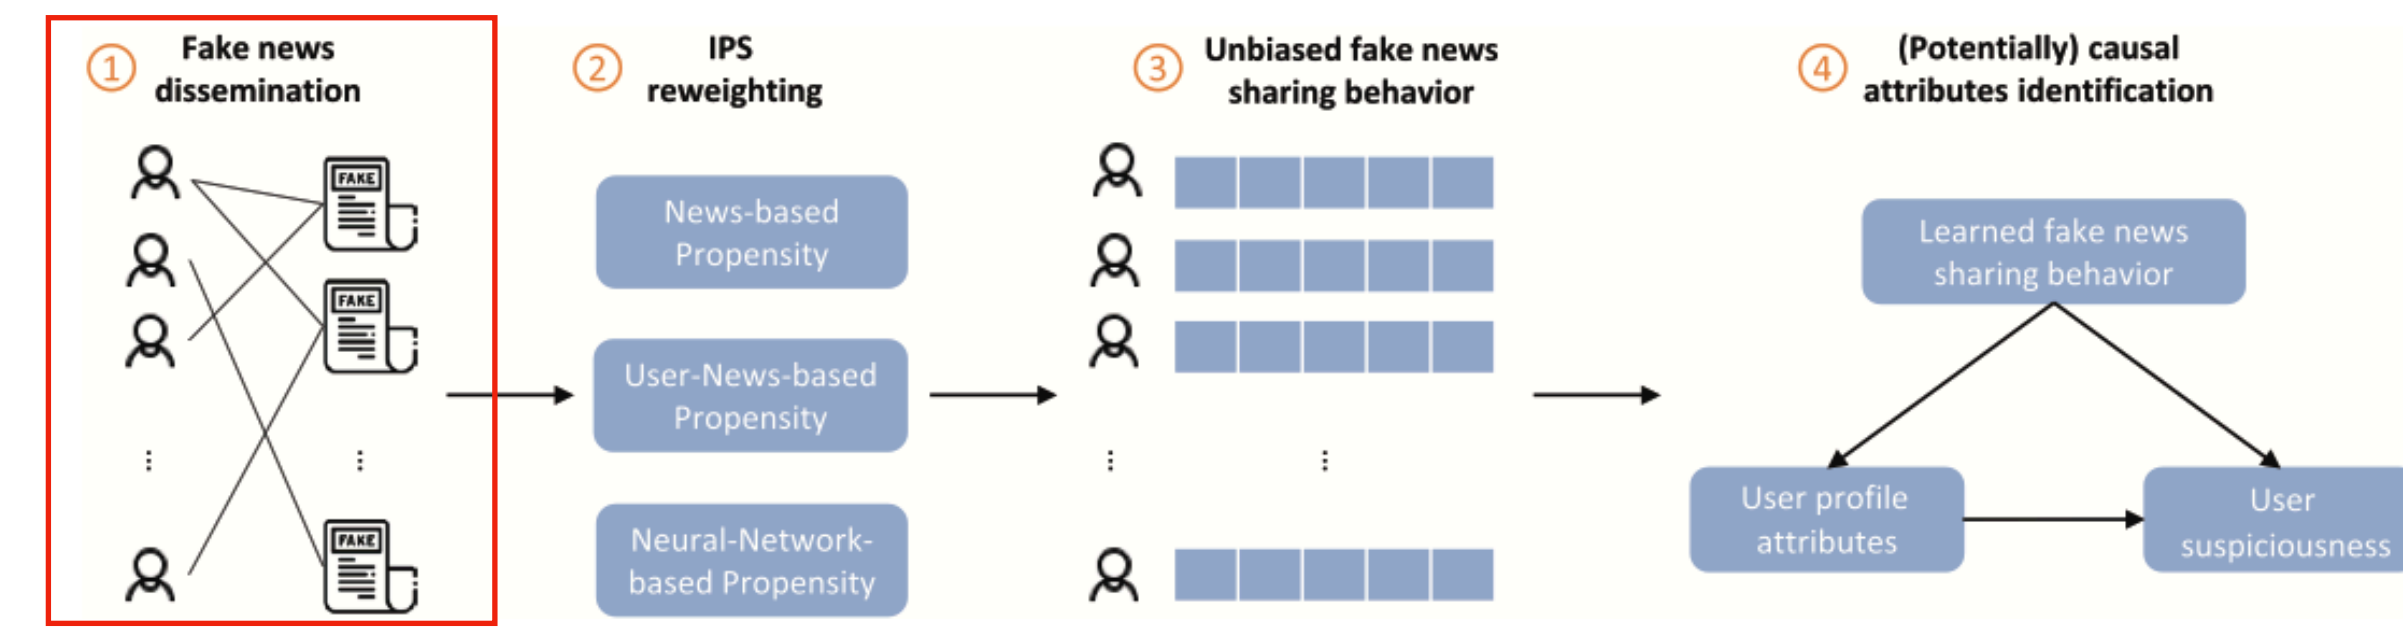 1
Fake news
dissemination
FAKE
FAKE
FAKE
2
IPS
reweighting
News-based
Propensity
User-News-based
Propensity
Neural-Network-
based Propensity
3
Unbiased fake news
sharing behavior
4
(Potentially) causal
attributes identification
Learned fake news
sharing behavior
User profile
attributes
User
suspiciousness